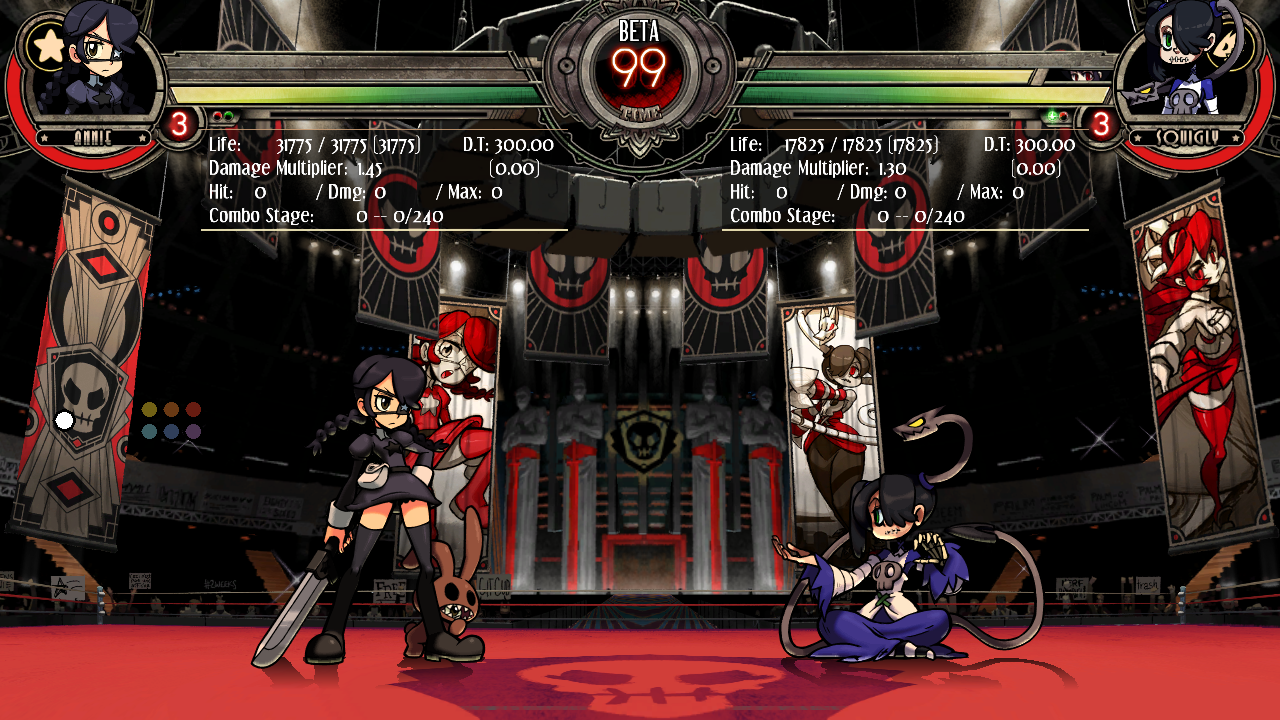 BETA
99
TIME
ANNIE
SQUIGLY
3
3
Life: 31775 / 31775 (31775) D.T: 300.00
Damage Multiplier: 1.45 (0.00)
Hit: 0 / Dmg: 0 / Max: 0
Combo Stage: 0 -- 0/240
Life: 17825 / 17825 (17825) D.T: 300.00
Damage Multiplier: 1.30 (0.00)
Hit: 0 / Dmg: 0 / Max: 0
Combo Stage: 0 -- 0/240
trash